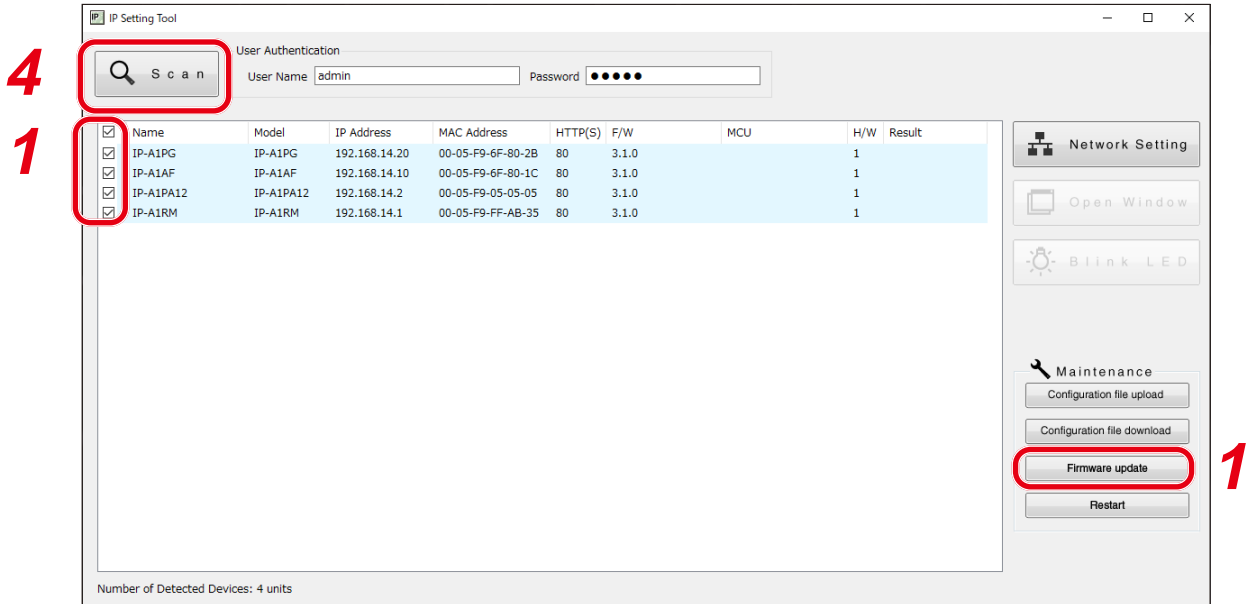 IP IP Setting Tool
4
Scan
User Authentication
User Name admin Password ●●●●●
1
Name Model IP Address MAC Address HTTP(S) F/W MCU H/W Result
IP-A1PG IP-A1PG 192.168.14.20 00-05-F9-6F-80-2B 80 3.1.0 1
IP-A1AF IP-A1AF 192.168.14.10 00-05-F9-6F-80-1C 80 3.1.0 1
IP-A1PA12 IP-A1PA12 192.168.14.2 00-05-F9-05-05-05 80 3.1.0 1
IP-A1RM IP-A1RM 192.168.14.1 00-05-F9-FF-AB-35 80 3.1.0 1
Network Setting
Open Window
Blink LED
Maintenance
Configuration file upload
Configuration file download
Firmware update
1
Restart
Number of Detected Devices: 4 units